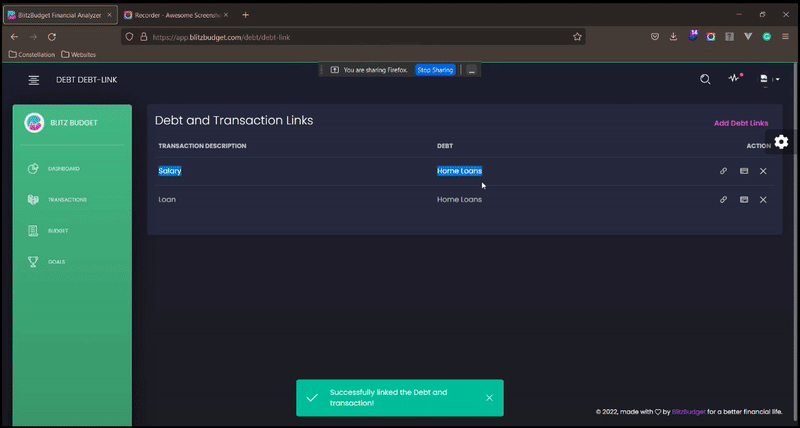 BlitzBudget Financial Analyzer
Recorder - Awesome Screensh
https://app.blitzbudget.com/debt/debt-link
14
Constellation
Websites
You are sharing Firefox.
Stop Sharing
DEBT DEBT-LINK
BLITZ BUDGET
DASHBOARD
TRANSACTIONS
BUDGET
GOALS
Debt and Transaction Links
Add Debt Links
TRANSACTION DESCRIPTION DEBT ACTION
Salary Home Loans
Loan Home Loans
Successfully linked the Debt and
transaction!
© 2022, made with ♡ by BlitzBudget for a better financial life.